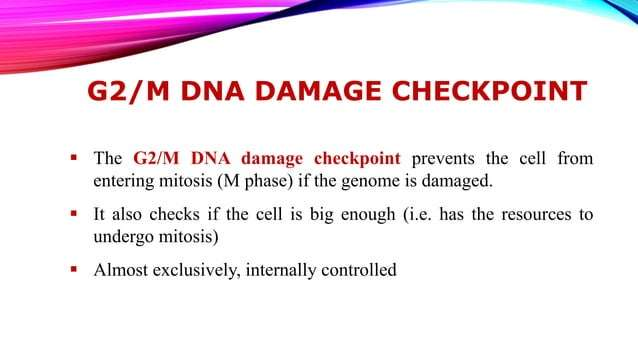 G2/M DNA DAMAGE CHECKPOINT
▪ The G2/M DNA damage checkpoint prevents the cell from
entering mitosis (M phase) if the genome is damaged.
▪ It also checks if the cell is big enough (i.e. has the resources to
undergo mitosis)
▪ Almost exclusively, internally controlled